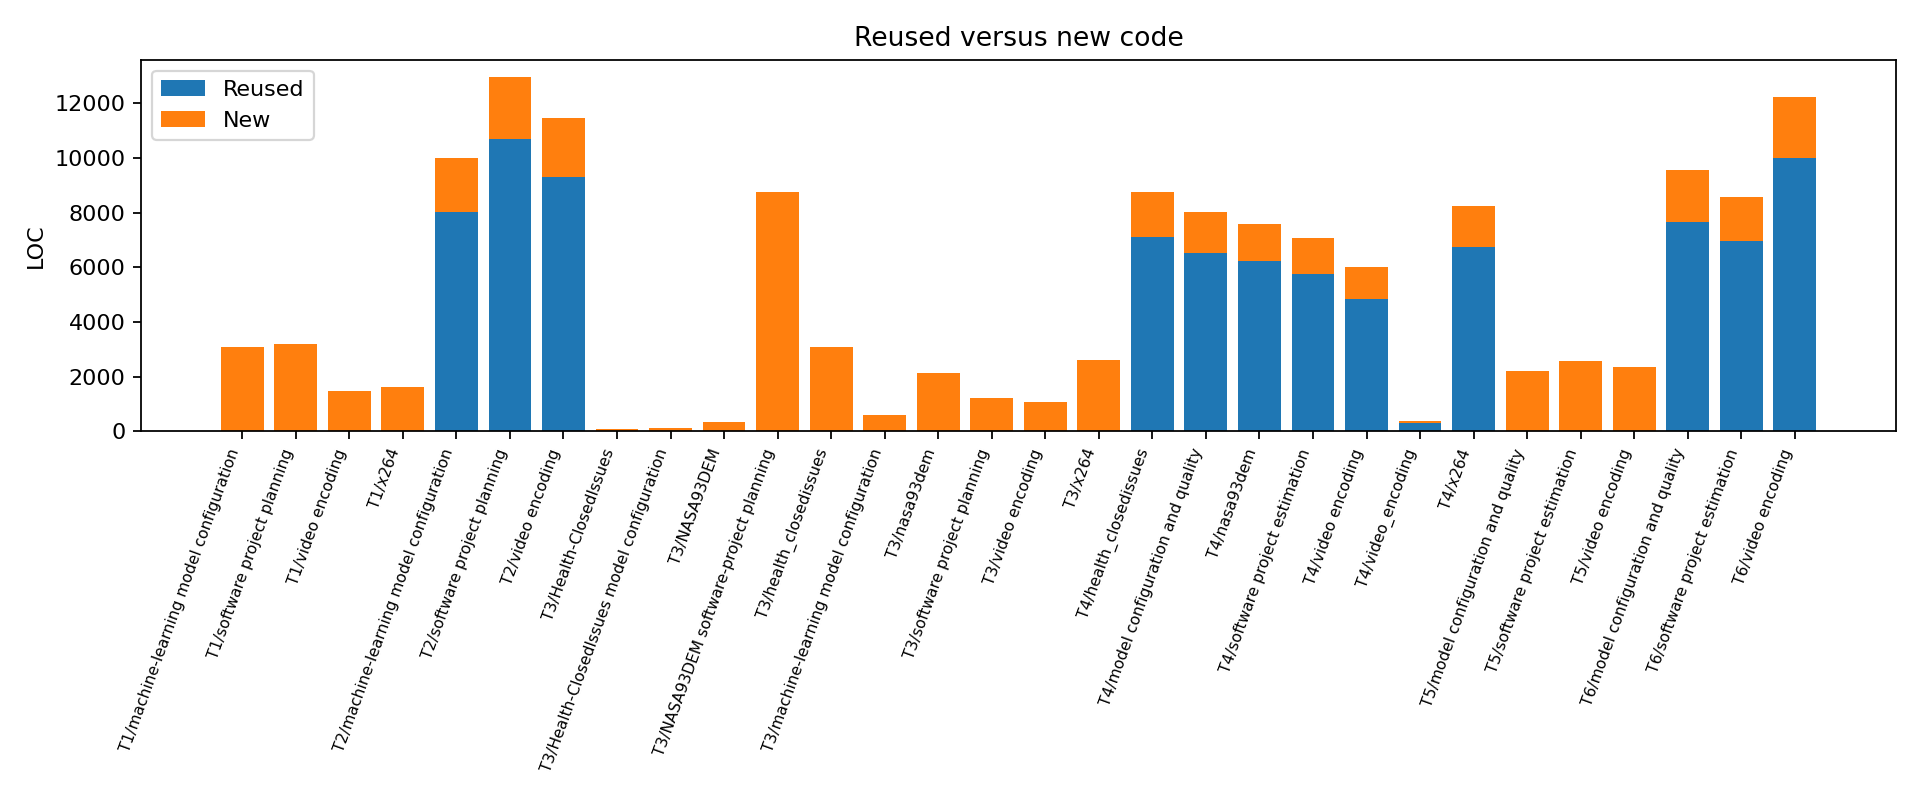 Reused versus new code
Reused
New
LOC
12000
10000
8000
6000
4000
2000
0
T1/machine-learning model configuration
T1/software project planning
T1/video encoding
T1/x264
T2/machine-learning model configuration
T2/software project planning
T2/video encoding
T3/Health-ClosedIssues
T3/Health-ClosedIssues model configuration
T3/NASA93DEM
T3/NASA93DEM software-project planning
T3/health_closedissues
T3/machine-learning model configuration
T3/nasa93dem
T3/software project planning
T3/video encoding
T3/x264
T4/health_closedissues
T4/model configuration and quality
T4/nasa93dem
T4/software project estimation
T4/video encoding
T4/video_encoding
T4/x264
T5/model configuration and quality
T5/software project estimation
T5/video encoding
T6/model configuration and quality
T6/software project estimation
T6/video encoding